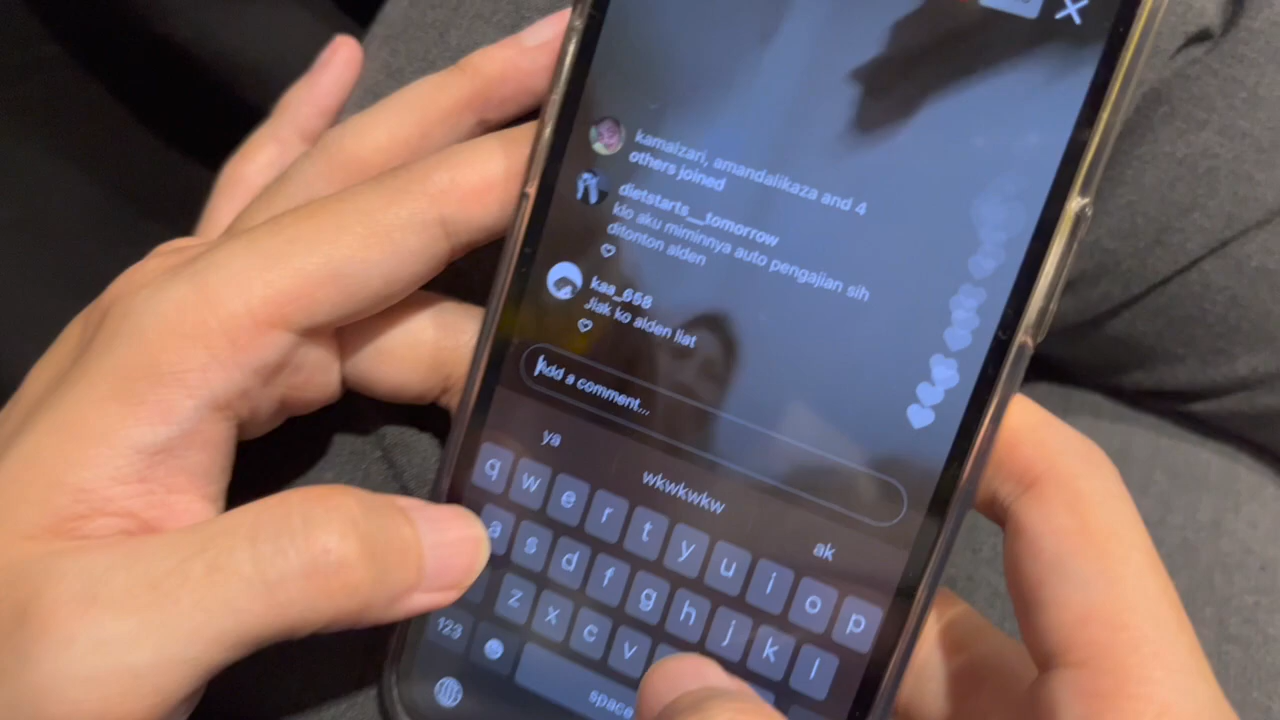 kamalzari, amandalikaza and 4
others joined
dietstarts__tomorrow
klo aku miminnya auto pengajian sih
ditonton alden
kaa_658
Jiak ko alden liat
Add a comment...
ya wkwkwkw ak
q w e r t y u i o p
a s d f g h j k l
z x c v
123
space